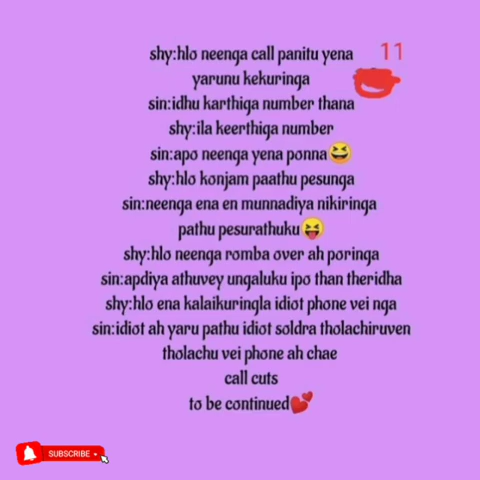 shy:hlo neenga call panitu yena
11
yarunu kekuringa
sin:idhu karthiga number thana
shy:ila keerthiga number
sin:apo neenga yena ponna😆
shy:hlo konjam paathu pesunga
sin:neenga ena en munnadiya nikiringa
pathu pesurathuku😝
shy:hlo neenga romba over ah poringa
sin:apdiya athuvey ungaluku ipo than theridha
shy:hlo ena kalaikuringla idiot phone vei nga
sin:idiot ah yaru pathu idiot soldra tholachiruven
tholachu vei phone ah chae
call cuts
to be continued💕
SUBSCRIBE